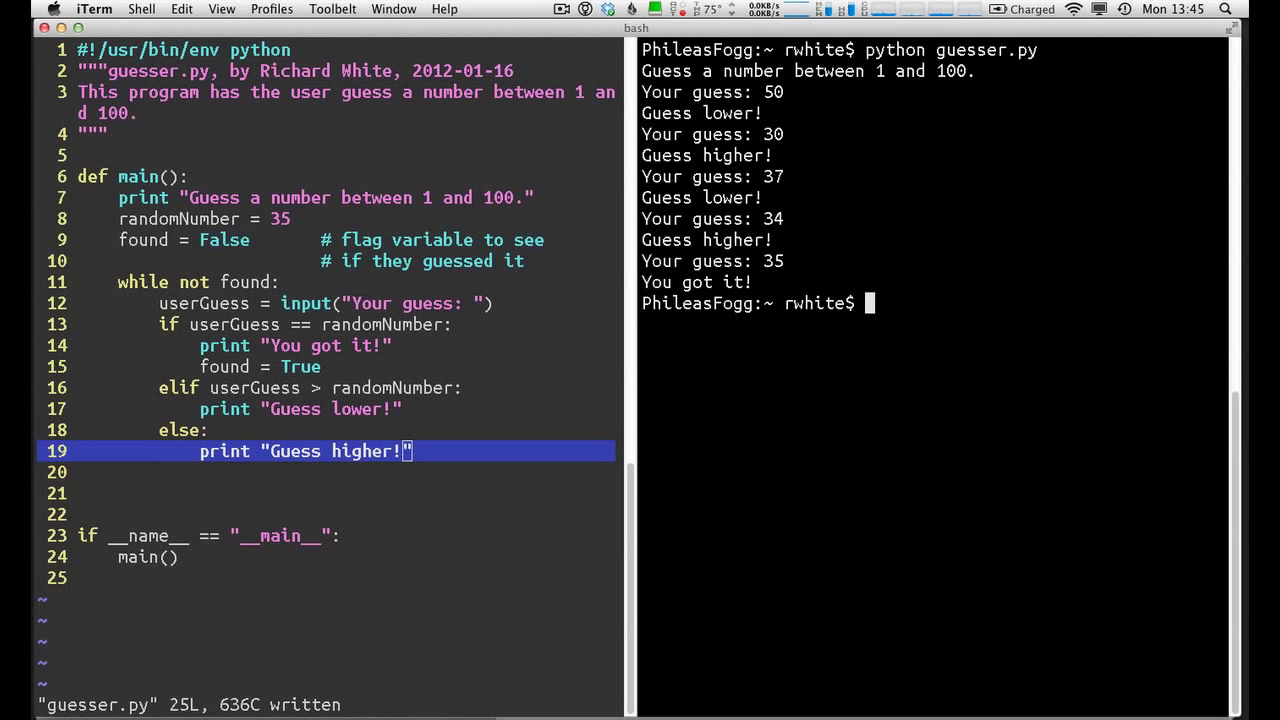 iTerm Shell Edit View Profiles Toolbelt Window Help 75° 0.0KB/s 0.0KB/s Charged Mon 13:45
bash
1 #!/usr/bin/env python
2 """guesser.py, by Richard White, 2012-01-16
3 This program has the user guess a number between 1 an
d 100.
4 """
5
6 def main():
7 print "Guess a number between 1 and 100."
8 randomNumber = 35
9 found = False # flag variable to see
10 # if they guessed it
11 while not found:
12 userGuess = input("Your guess: ")
13 if userGuess == randomNumber:
14 print "You got it!"
15 found = True
16 elif userGuess > randomNumber:
17 print "Guess lower!"
18 else:
19 print "Guess higher!"
20
21
22
23 if __name__ == "__main__":
24 main()
25
~
~
~
~
~
"guesser.py" 25L, 636C written
PhileasFogg:~ rwhite$ python guesser.py
Guess a number between 1 and 100.
Your guess: 50
Guess lower!
Your guess: 30
Guess higher!
Your guess: 37
Guess lower!
Your guess: 34
Guess higher!
Your guess: 35
You got it!
PhileasFogg:~ rwhite$